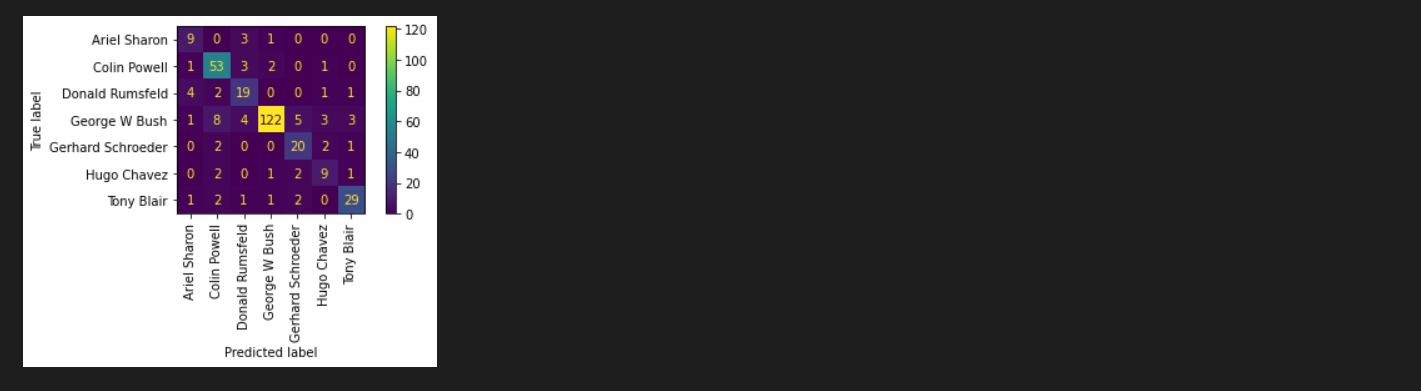 Ariel Sharon 9 0 3 1 0 0 0
Colin Powell 1 53 3 2 0 1 0
Donald Rumsfeld 4 2 19 0 0 1 1
George W Bush 1 8 4 122 5 3 3
Gerhard Schroeder 0 2 0 0 20 2 1
Hugo Chavez 0 2 0 1 2 9 1
Tony Blair 1 2 1 1 2 0 29
True label
Ariel Sharon
Colin Powell
Donald Rumsfeld
George W Bush
Gerhard Schroeder
Hugo Chavez
Tony Blair
Predicted label
120
100
80
60
40
20
0